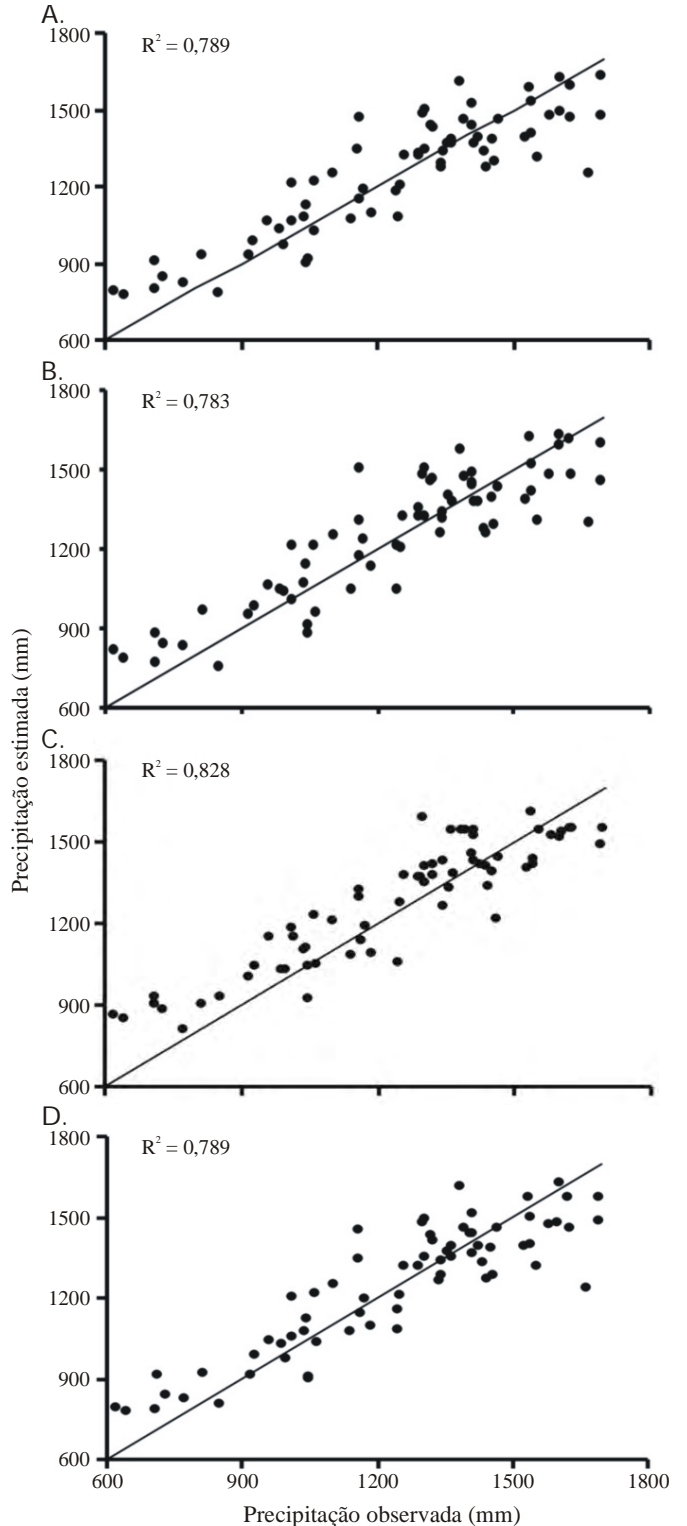 A.
1800
R² = 0,789
1500
1200
900
600
B.
1800
R² = 0,783
1500
1200
900
600
Precipitação estimada (mm)
C.
1800
R² = 0,828
1500
1200
900
600
D.
1800
R² = 0,789
1500
1200
900
600
600 900 1200 1500 1800
Precipitação observada (mm)